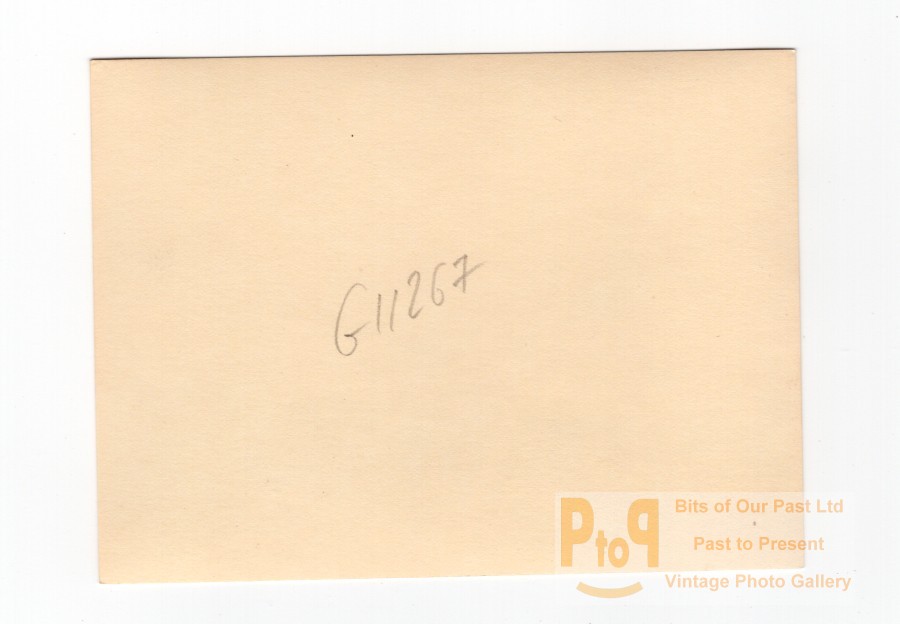 G11267
PtoP
Bits of Our Past Ltd
Past to Present
Vintage Photo Gallery